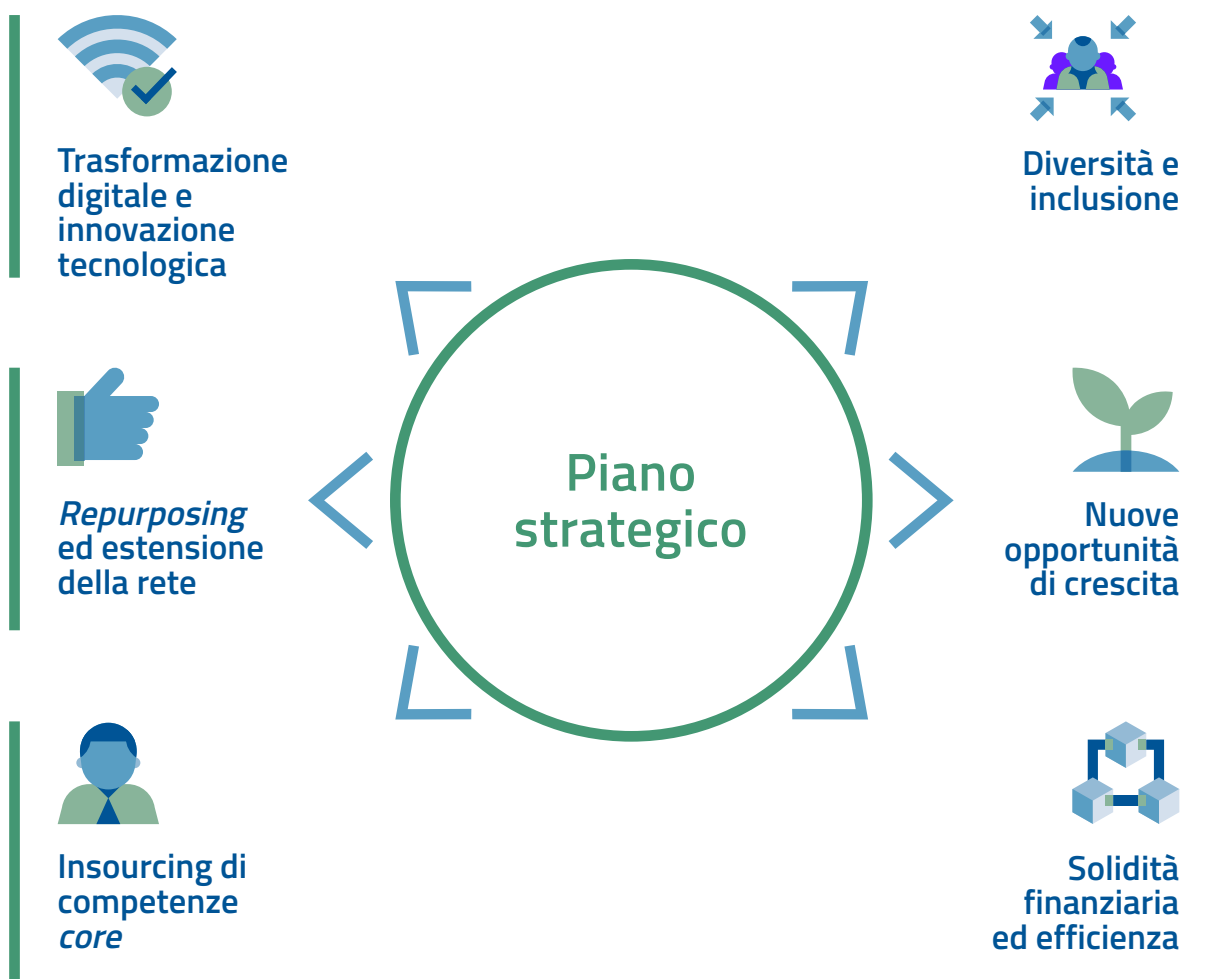 Trasformazione
digitale e
innovazione
tecnologica
Repurposing
ed estensione
della rete
Insourcing di
competenze
core
Piano
strategico
Diversità e
inclusione
Nuove
opportunità
di crescita
Solidità
finanziaria
ed efficienza